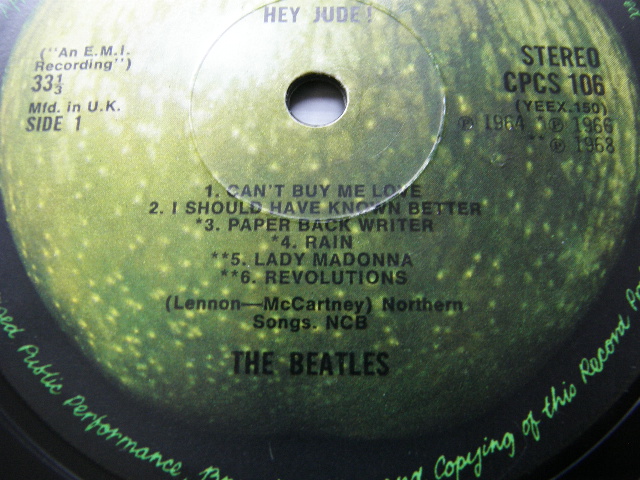 HEY JUDE!
("An E.M.I.
Recording")
33⅓
Mfd. in U.K.
SIDE 1
STEREO
CPCS 106
(YEEX.150)
℗ 1964 *℗ 1966
**℗ 1968
1. CAN'T BUY ME LOVE
2. I SHOULD HAVE KNOWN BETTER
*3. PAPER BACK WRITER
*4. RAIN
**5. LADY MADONNA
**6. REVOLUTIONS
(Lennon—McCartney) Northern
Songs. NCB
THE BEATLES
Public Performance,
Copying of this Record